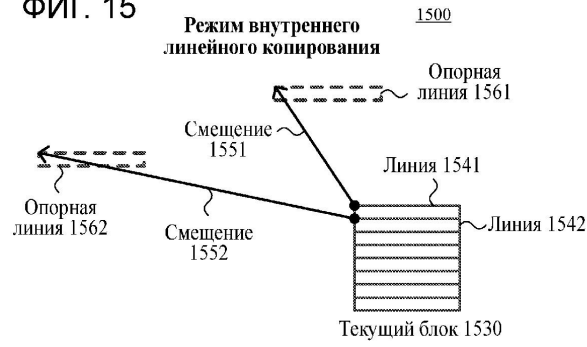 ФИГ. 15
1500
Режим внутреннего
линейного копирования
Опорная
линия 1561
Смещение
1551
Линия 1541
Опорная
линия 1562
Смещение
1552
Линия 1542
Текущий блок 1530